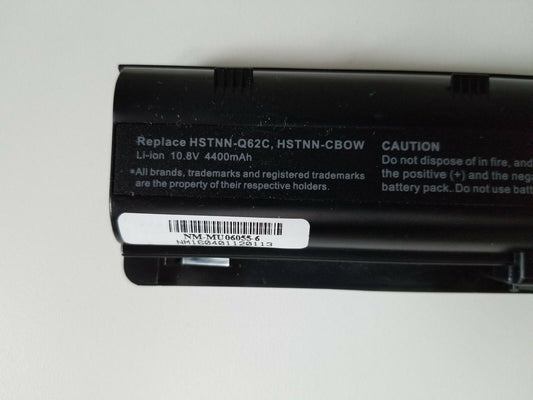 Replace HSTNN-Q62C, HSTNN-CBOW
Li-ion 10.8V 4400mAh
*All brands, trademarks and registered trademarks
are the property of their respective holders.
CAUTION
Do not dispose of in fire, and
the positive (+) and the nega
battery pack. Do not use batt
NM-MU06055-6
NM160401120113